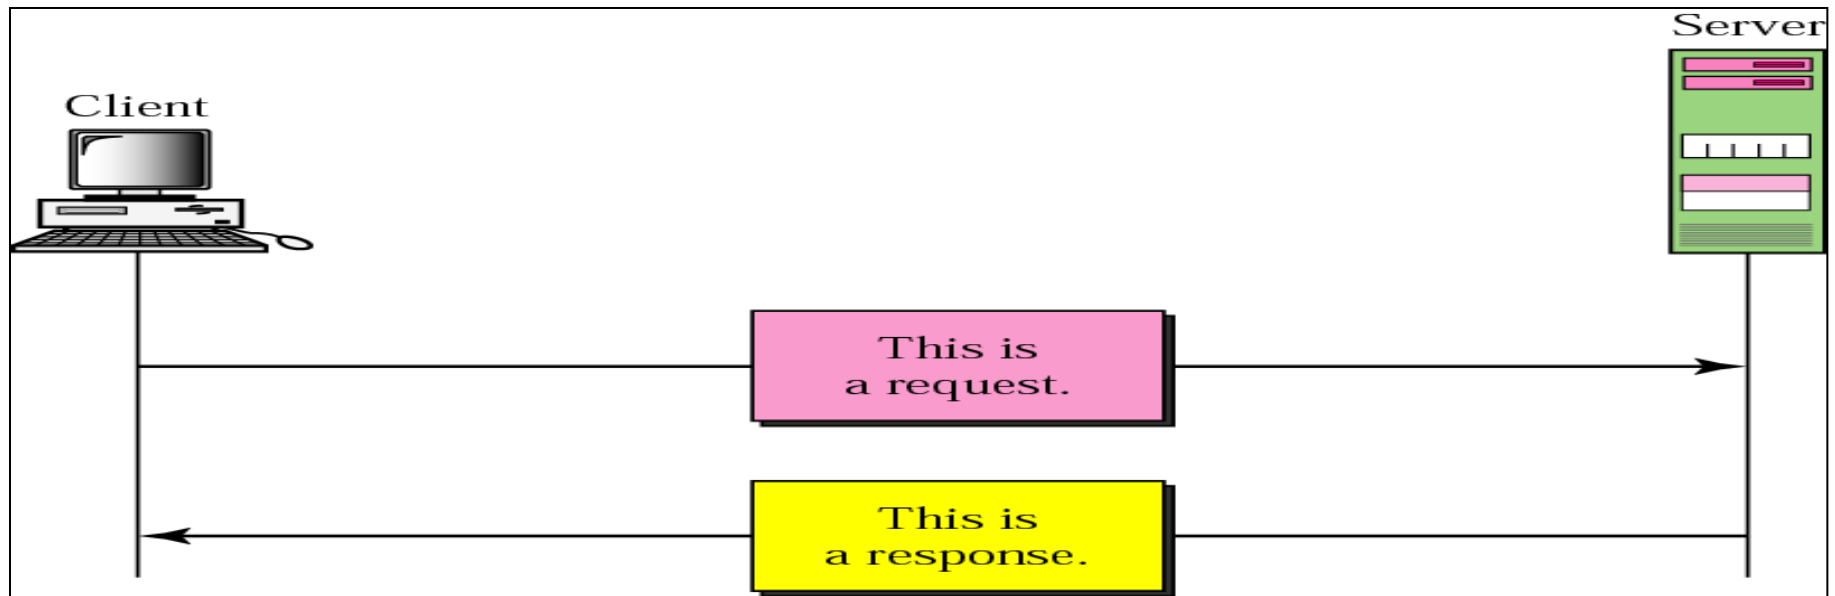 Server
Client
This is
a request.
This is
a response.